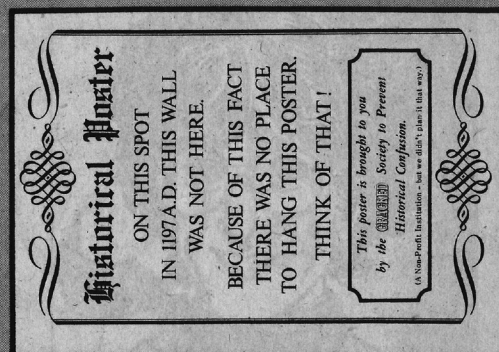 Historical Poster
ON THIS SPOT
IN 1197 A.D. THIS WALL
WAS NOT HERE.
BECAUSE OF THIS FACT
THERE WAS NO PLACE
TO HANG THIS POSTER.
THINK OF THAT!
This poster is brought to you
by the CRACKED Society to Prevent
Historical Confusion.
(A Non-Profit Institution - but we didn't plan it that way.)